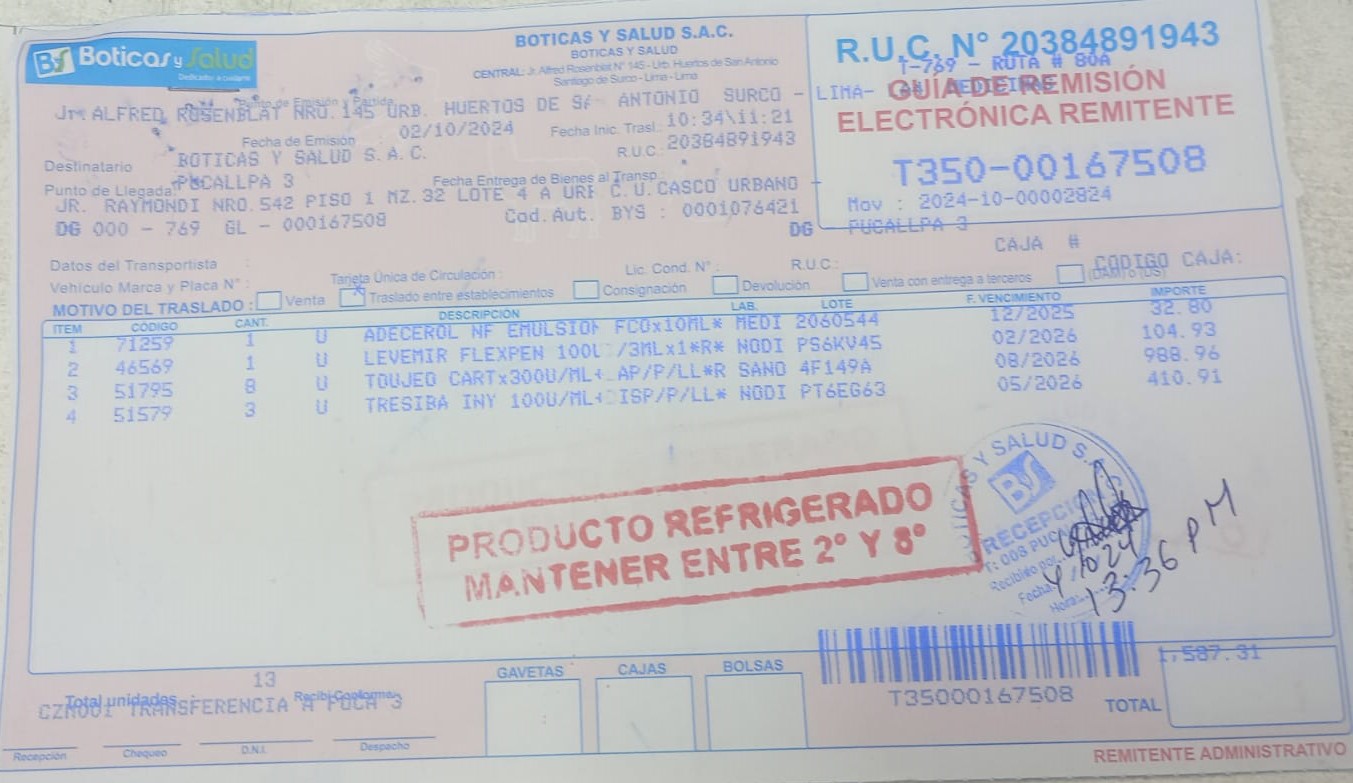 BS Boticas y Salud
Dedicados a cuidarte
BOTICAS Y SALUD S.A.C.
BOTICAS Y SALUD
CENTRAL: Jr. Alfred Rosenblat N° 145 - Urb. Huertos de San Antonio
Santiago de Surco - Lima - Lima
R.U.C. N° 20384891943
T-769 - RUTA # 80A
GUIA DE REMISIÓN
ELECTRÓNICA REMITENTE
T350-00167508
Mov : 2024-10-00002824
Punto de Emisión Partida
Jr. ALFRED ROSENBLAT NRO. 145 URB. HUERTOS DE SA ANTONIO SURCO - LIMA-
Fecha de Emisión 02/10/2024 Fecha Inic. Trasl.: 10:34\11:21
Destinatario BOTICAS Y SALUD S.A.C. R.U.C.: 20384891943
Punto de Llegada: PUCALLPA 3 Fecha Entrega de Bienes al Transp.:
JR. RAYMONDI NRO.542 PISO 1 MZ.32 LOTE 4 A URB C.U.CASCO URBANO -
DG 000 - 769 GL - 000167508 Cod.Aut. BYS : 0001076421 DG - PUCALLPA 3
CAJA #
Datos del Transportista : Lic. Cond. N° : R.U.C: CODIGO CAJA:
Vehículo Marca y Placa N° : Tarjeta Única de Circulación :
MOTIVO DEL TRASLADO : Venta X Traslado entre establecimientos Consignación Devolución Venta con entrega a terceros
ITEM CÓDIGO CANT. DESCRIPCIÓN LAB. LOTE F. VENCIMIENTO IMPORTE
1 71259 1 U ADECEROL NF EMULSION FCOx10ML* MEDI 2060544 12/2025 32.80
2 46569 1 U LEVEMIR FLEXPEN 100U /3MLx1*R* NODI PS6KV45 02/2026 104.93
3 51795 8 U TOUJEO CARTx300U/ML+ AP/P/LL*R SANO 4F149A 08/2026 988.96
4 51579 3 U TRESIBA INY 100U/ML+ ISP/P/LL* NODI PT6EG63 05/2026 410.91
PRODUCTO REFRIGERADO
MANTENER ENTRE 2° Y 8°
BOTICAS Y SALUD S.A.
BS
RECEPCIO
T: 008 PUCA
Recibido por:
Fecha: 4/10/24
Hora: 13:36 PM
13
Total unidades : Recibí Conforme
CZR001 TRANSFERENCIA A PUCA 3
Recepción Chequeo D.N.I. Despacho
GAVETAS CAJAS BOLSAS
T35000167508
1,587.31
TOTAL
REMITENTE ADMINISTRATIVO